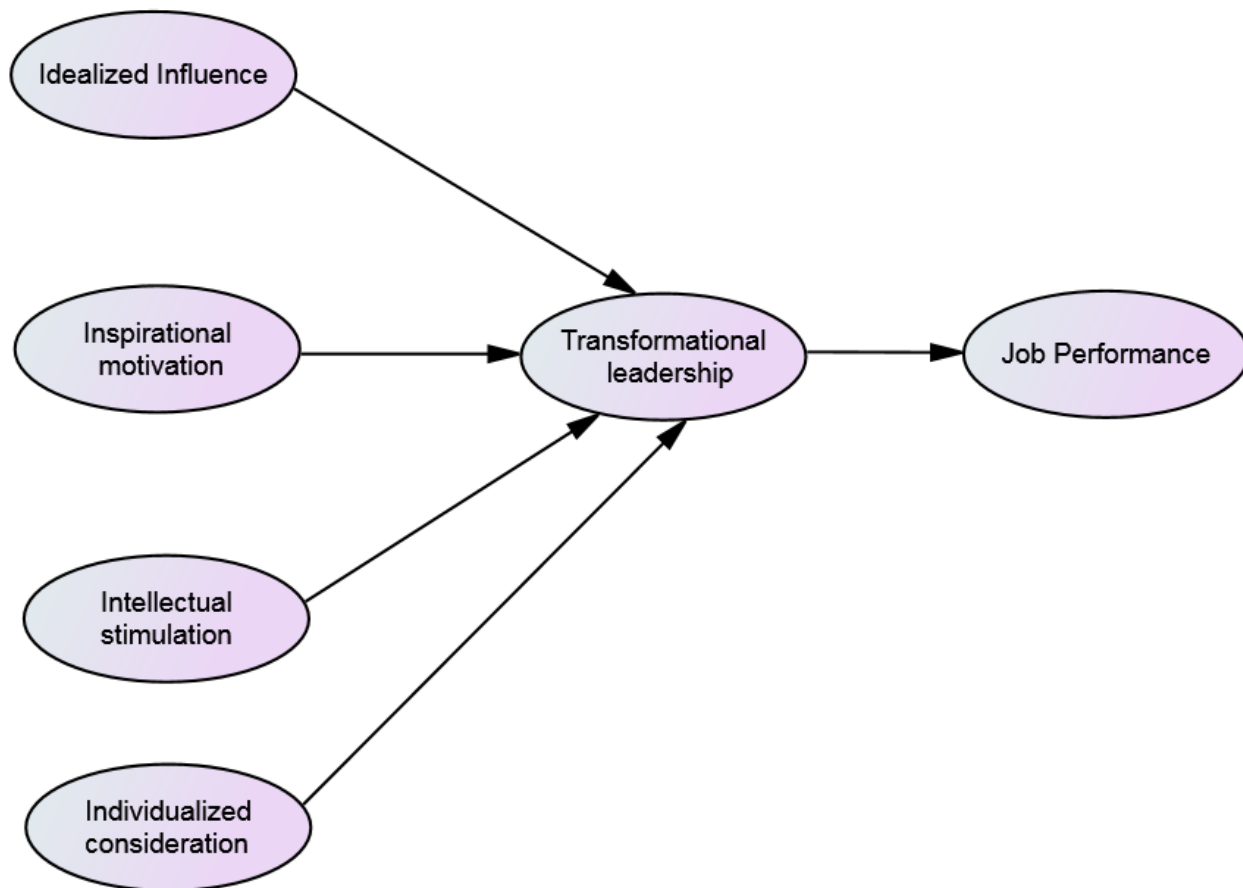 Idealized Influence
Inspirational
motivation
Transformational
leadership
Job Performance
Intellectual
stimulation
Individualized
consideration